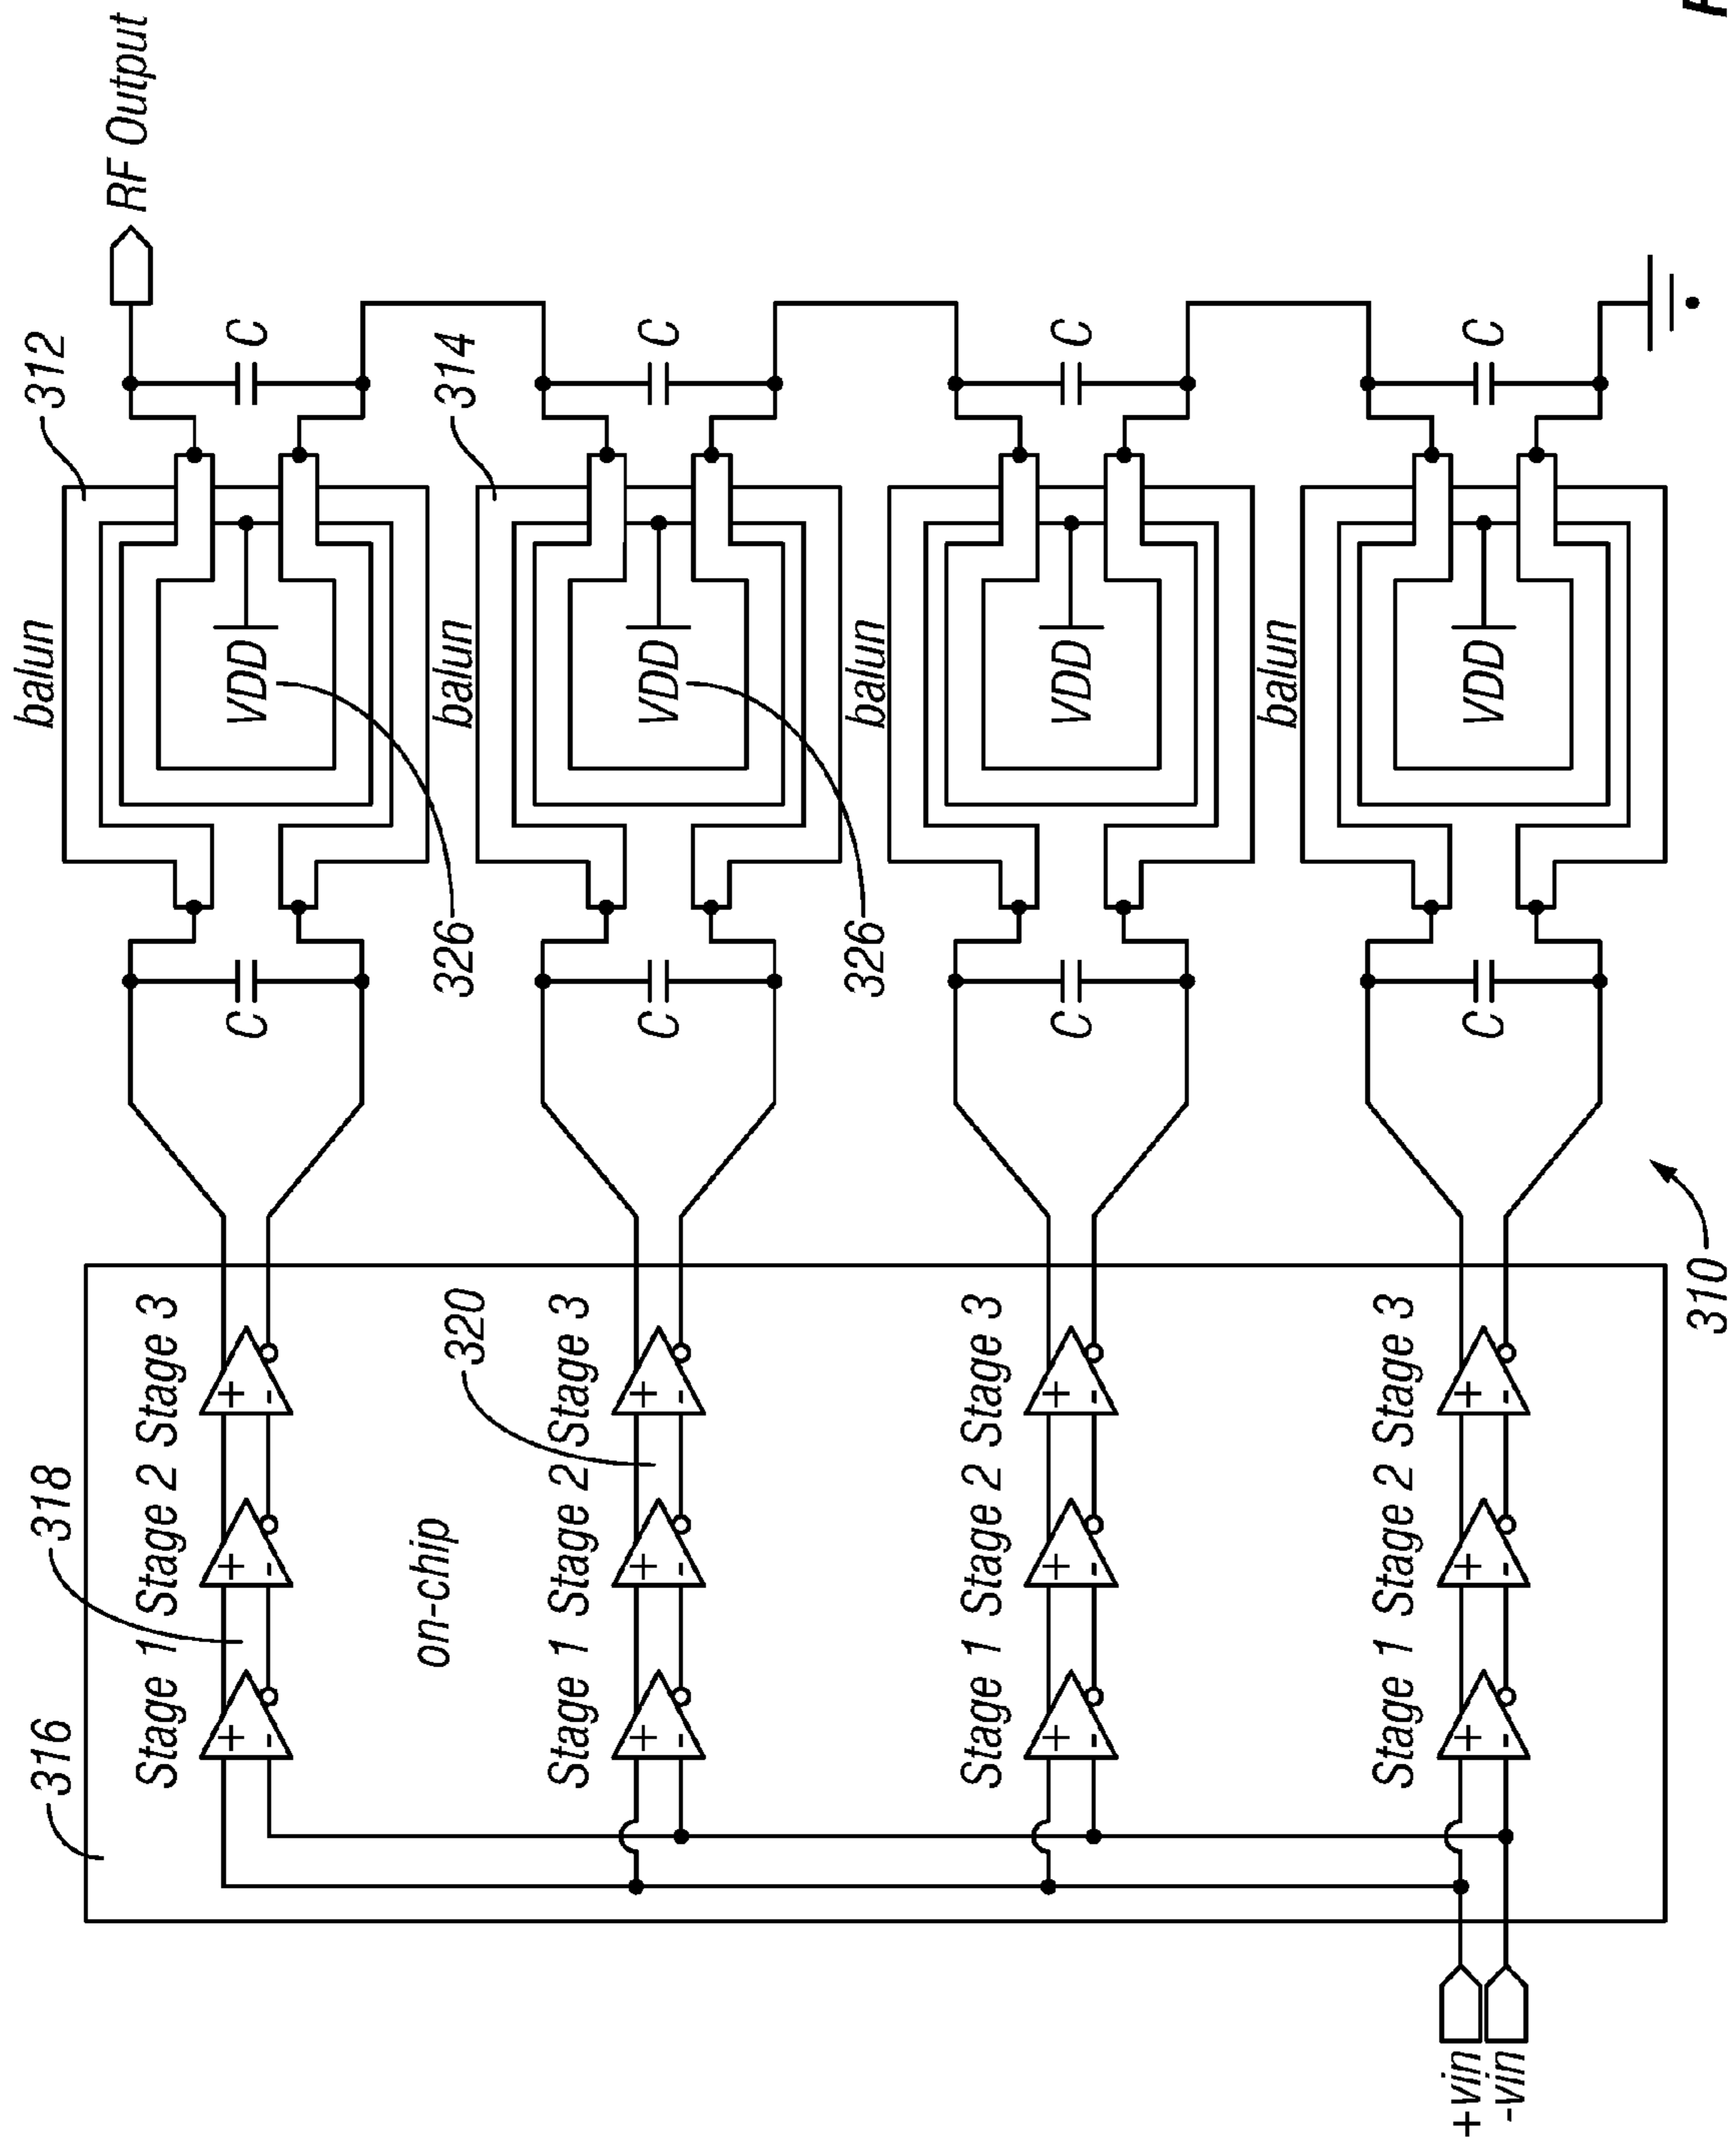 RF Output
312
C
balun
VDD
326
C
316
318
Stage 1 Stage 2 Stage 3
on-chip
314
C
balun
VDD
326
C
320
Stage 1 Stage 2 Stage 3
C
balun
VDD
C
Stage 1 Stage 2 Stage 3
C
balun
VDD
C
Stage 1 Stage 2 Stage 3
+vin
-vin
310